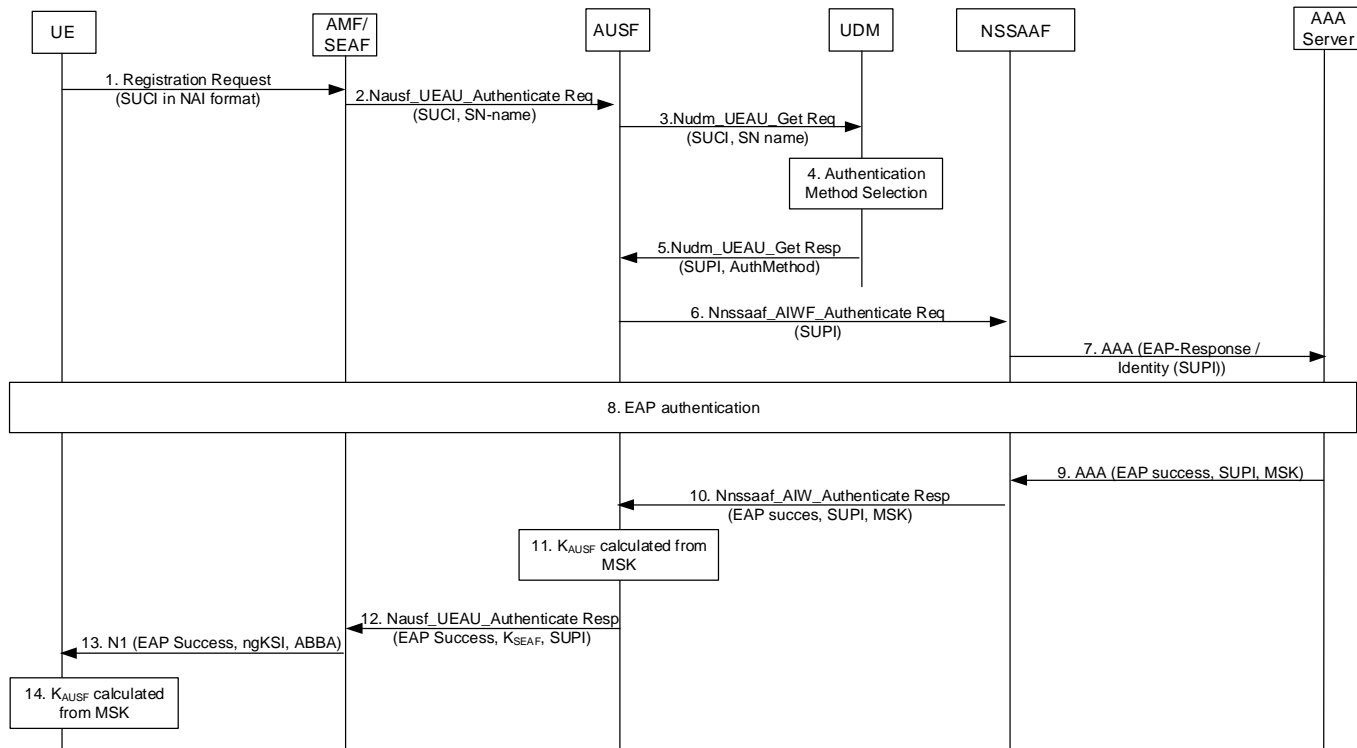 UE
AMF/
SEAF
AUSF
UDM
NSSAAF
AAA
Server
1. Registration Request
(SUCI in NAI format)
2.Nausf_UEAU_Authenticate Req
(SUCI, SN-name)
3.Nudm_UEAU_Get Req
(SUCI, SN name)
4. Authentication
Method Selection
5.Nudm_UEAU_Get Resp
(SUPI, AuthMethod)
6. Nnssaaf_AIWF_Authenticate Req
(SUPI)
7. AAA (EAP-Response /
Identity (SUPI))
8. EAP authentication
9. AAA (EAP success, SUPI, MSK)
10. Nnssaaf_AIW_Authenticate Resp
(EAP succes, SUPI, MSK)
11. KAUSF calculated from
MSK
12. Nausf_UEAU_Authenticate Resp
(EAP Success, KSEAF, SUPI)
13. N1 (EAP Success, ngKSI, ABBA)
14. KAUSF calculated
from MSK